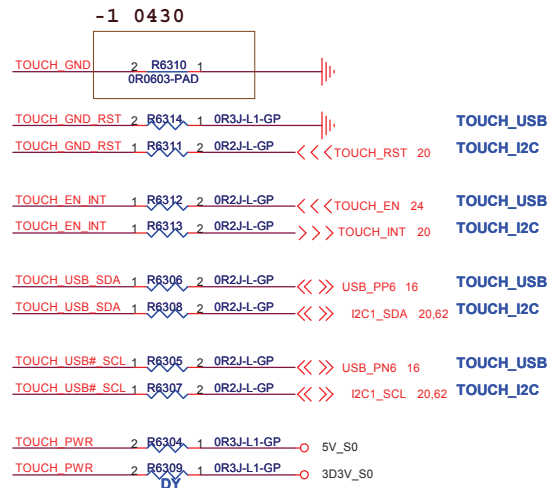 -1 0430
TOUCH_GND 2 R6310 1
0R0603-PAD
TOUCH_GND_RST 2 R6314 1 0R3J-L1-GP TOUCH_USB
TOUCH_GND_RST 1 R6311 2 0R2J-L-GP TOUCH_RST 20 TOUCH_I2C
TOUCH_EN_INT 1 R6312 2 0R2J-L-GP TOUCH_EN 24 TOUCH_USB
TOUCH_EN_INT 1 R6313 2 0R2J-L-GP TOUCH_INT 20 TOUCH_I2C
TOUCH_USB_SDA 1 R6306 2 0R2J-L-GP USB_PP6 16 TOUCH_USB
TOUCH_USB_SDA 1 R6308 2 0R2J-L-GP I2C1_SDA 20,62 TOUCH_I2C
TOUCH_USB#_SCL 1 R6305 2 0R2J-L-GP USB_PN6 16 TOUCH_USB
TOUCH_USB#_SCL 1 R6307 2 0R2J-L-GP I2C1_SCL 20,62 TOUCH_I2C
TOUCH_PWR 2 R6304 1 0R3J-L1-GP 5V_S0
TOUCH_PWR 2 R6309 1 0R3J-L1-GP 3D3V_S0
DY